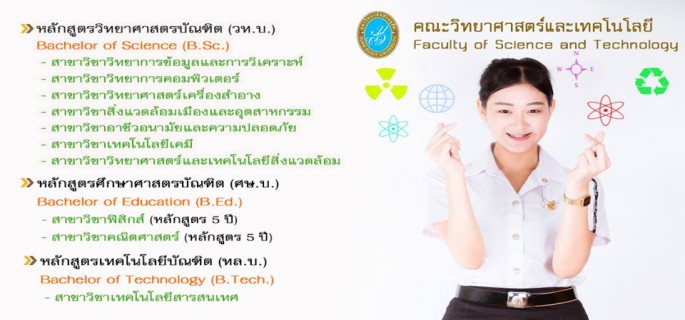 หลักสูตรวิทยาศาสตรบัณฑิต (วท.บ.)
Bachelor of Science (B.Sc.)
- สาขาวิชาวิทยาการข้อมูลและการวิเคราะห์
- สาขาวิชาวิทยาการคอมพิวเตอร์
- สาขาวิชาวิทยาศาสตร์เครื่องสำอาง
- สาขาวิชาสิ่งแวดล้อมเมืองและอุตสาหกรรม
- สาขาวิชาอาชีวอนามัยและความปลอดภัย
- สาขาวิชาเทคโนโลยีเคมี
- สาขาวิชาวิทยาศาสตร์และเทคโนโลยีสิ่งแวดล้อม
หลักสูตรศึกษาศาสตรบัณฑิต (ศษ.บ.)
Bachelor of Education (B.Ed.)
- สาขาวิชาฟิสิกส์ (หลักสูตร 5 ปี)
- สาขาวิชาคณิตศาสตร์ (หลักสูตร 5 ปี)
หลักสูตรเทคโนโลยีบัณฑิต (ทล.บ.)
Bachelor of Technology (B.Tech.)
- สาขาวิชาเทคโนโลยีสารสนเทศ
คณะวิทยาศาสตร์และเทคโนโลยี
Faculty of Science and Technology
N
W E
S